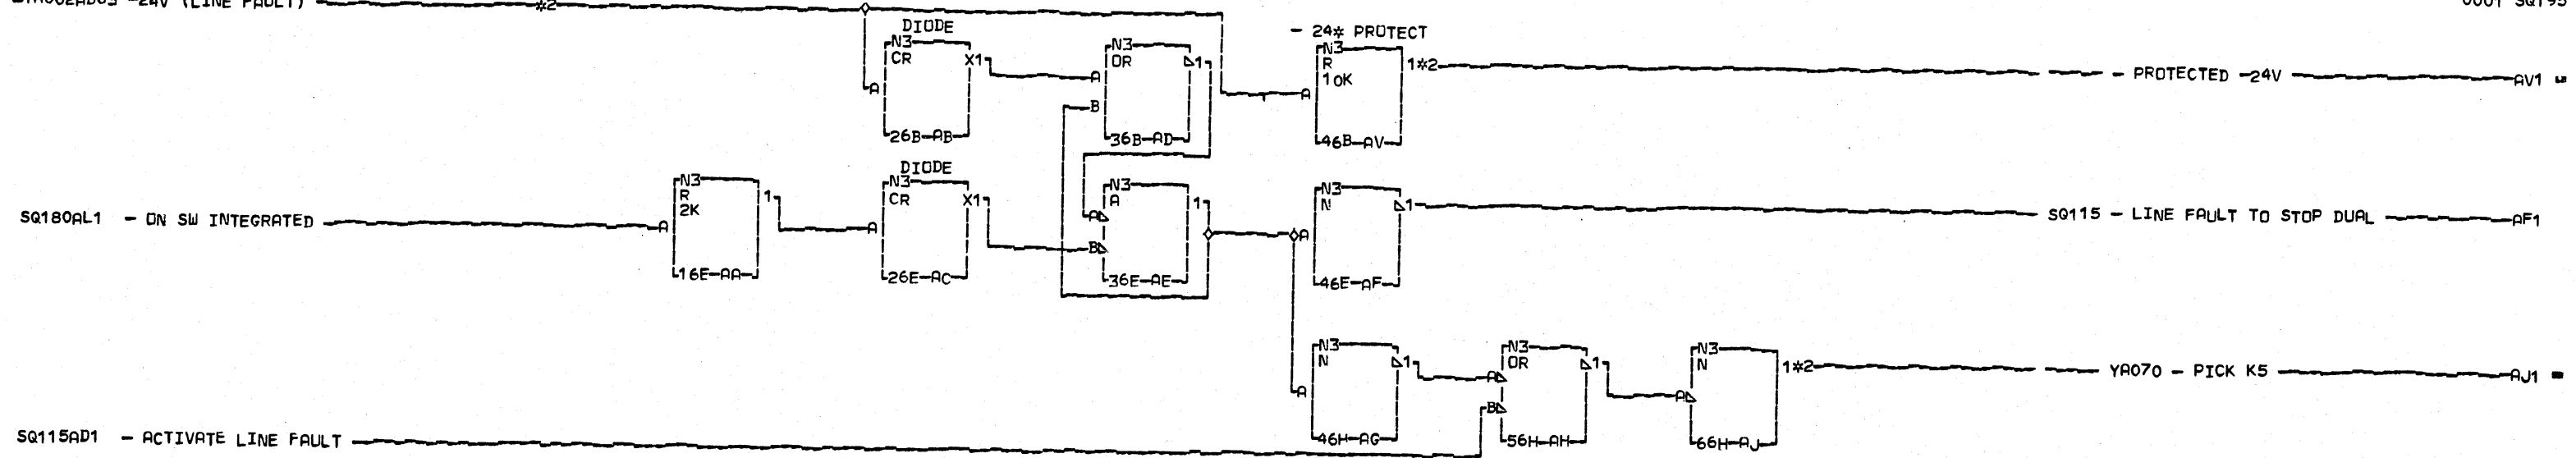 -24V (LINE FAULT) *2
DIODE
N3 CR X1 A 26B-AB
N3 OR 1 A B 36B-AD
- 24* PROTECT
N3 R 10K 1*2 A 46B-AV
- PROTECTED -24V AV1
SQ180AL1 - ON SW INTEGRATED
N3 R 2K 1 A 16E-AA
DIODE
N3 CR X1 A 26E-AC
N3 A 1 A B 36E-AE
N3 N 1 A 46E-AF
SQ115 - LINE FAULT TO STOP DUAL AF1
N3 N 1 A 46H-AG
N3 OR 1 A B 56H-AH
N3 N 1*2 A 66H-AJ
YA070 - PICK K5 AJ1
SQ115AD1 - ACTIVATE LINE FAULT